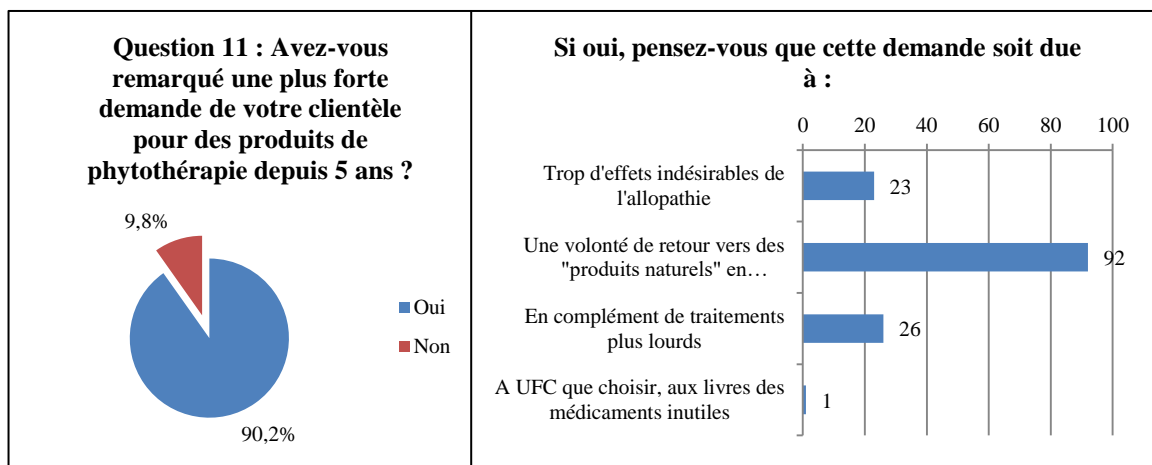 Question 11 : Avez-vous
remarqué une plus forte
demande de votre clientèle
pour des produits de
phytothérapie depuis 5 ans ?
9,8%
Oui
Non
90,2%
Si oui, pensez-vous que cette demande soit due
à :
0 20 40 60 80 100
Trop d'effets indésirables de
l'allopathie
23
Une volonté de retour vers des
"produits naturels" en…
92
En complément de traitements
plus lourds
26
A UFC que choisir, aux livres des
médicaments inutiles
1